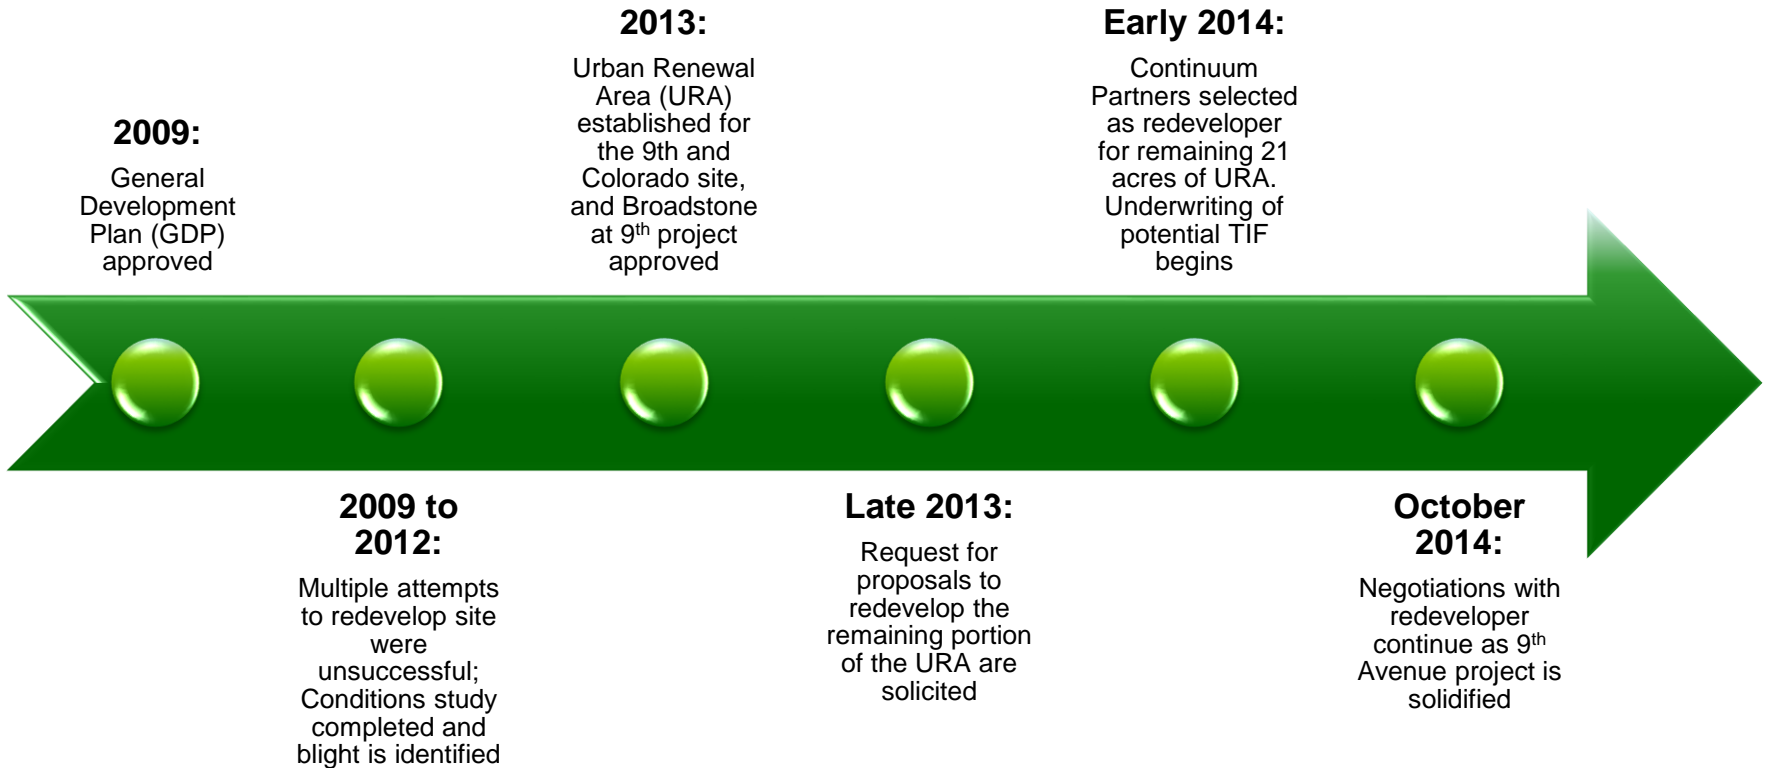 2009:
General
Development
Plan (GDP)
approved
2009 to
2012:
Multiple attempts
to redevelop site
were
unsuccessful;
Conditions study
completed and
blight is identified
2013:
Urban Renewal
Area (URA)
established for
the 9th and
Colorado site,
and Broadstone
at 9th project
approved
Late 2013:
Request for
proposals to
redevelop the
remaining portion
of the URA are
solicited
Early 2014:
Continuum
Partners selected
as redeveloper
for remaining 21
acres of URA.
Underwriting of
potential TIF
begins
October
2014:
Negotiations with
redeveloper
continue as 9th
Avenue project is
solidified